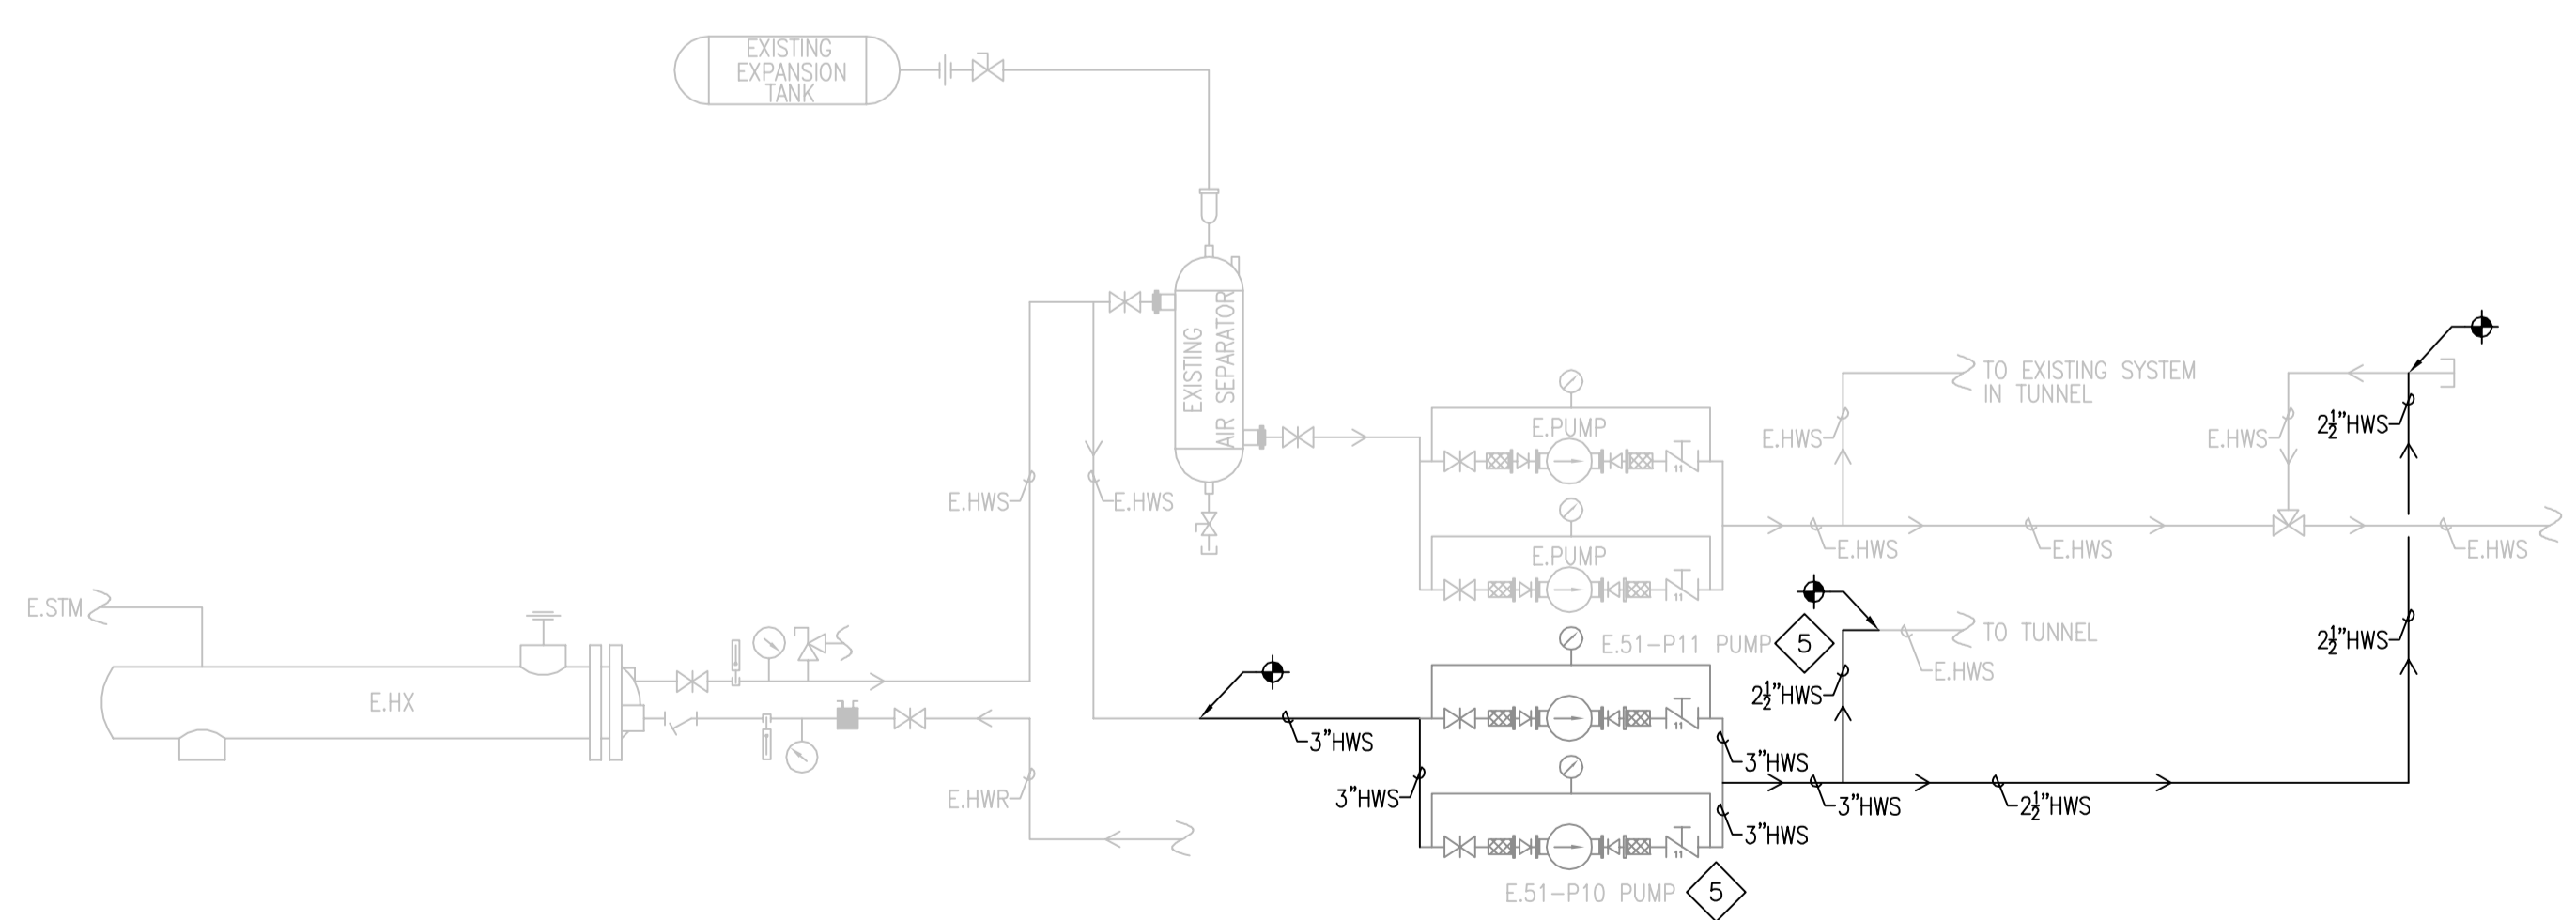 EXISTING
EXPANSION
TANK
EXISTING
AIR SEPARATOR
TO EXISTING SYSTEM
IN TUNNEL
E.HWS
E.HWS
2½"HWS
E.PUMP
E.HWS
E.HWS
E.HWS
E.HWS
E.HWS
E.PUMP
E.STM
E.51-P11 PUMP
5
TO TUNNEL
E.HWS
2½"HWS
2½"HWS
E.HX
3"HWS
3"HWS
3"HWS
3"HWS
2½"HWS
E.HWR
3"HWS
E.51-P10 PUMP
5